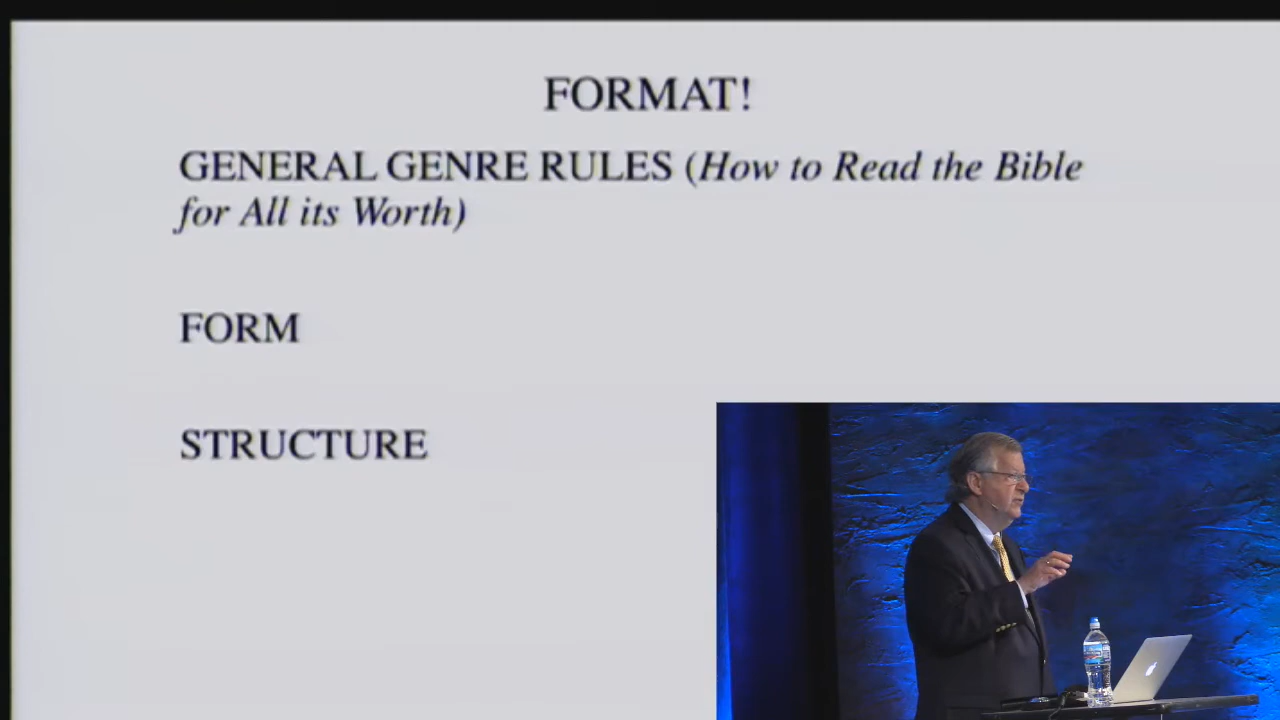 FORMAT!
GENERAL GENRE RULES (How to Read the Bible
for All its Worth)
FORM
STRUCTURE